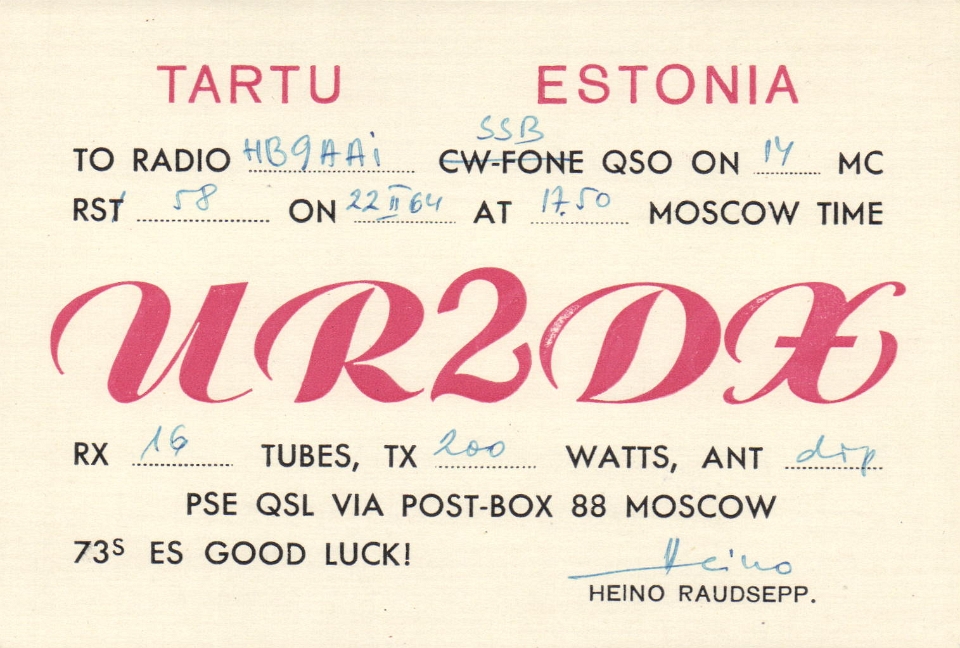 TARTU ESTONIA
SSB
TO RADIO HB9AAi CW-FONE QSO ON 14 MC
RST 58 ON 22 II 64 AT 17.50 MOSCOW TIME
UR2DX
RX 16 TUBES, TX 200 WATTS, ANT dip
PSE QSL VIA POST-BOX 88 MOSCOW
73S ES GOOD LUCK!
Heino
HEINO RAUDSEPP.